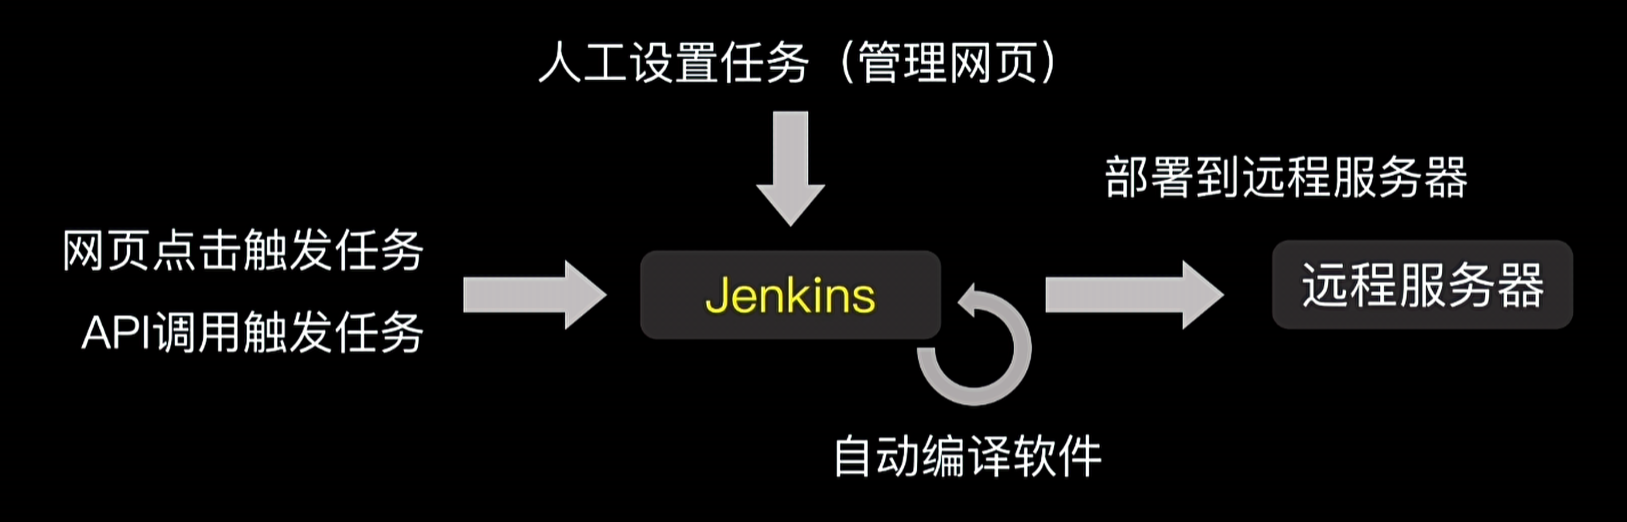 人工设置任务（管理网页）
部署到远程服务器
网页点击触发任务
API调用触发任务
Jenkins
远程服务器
自动编译软件